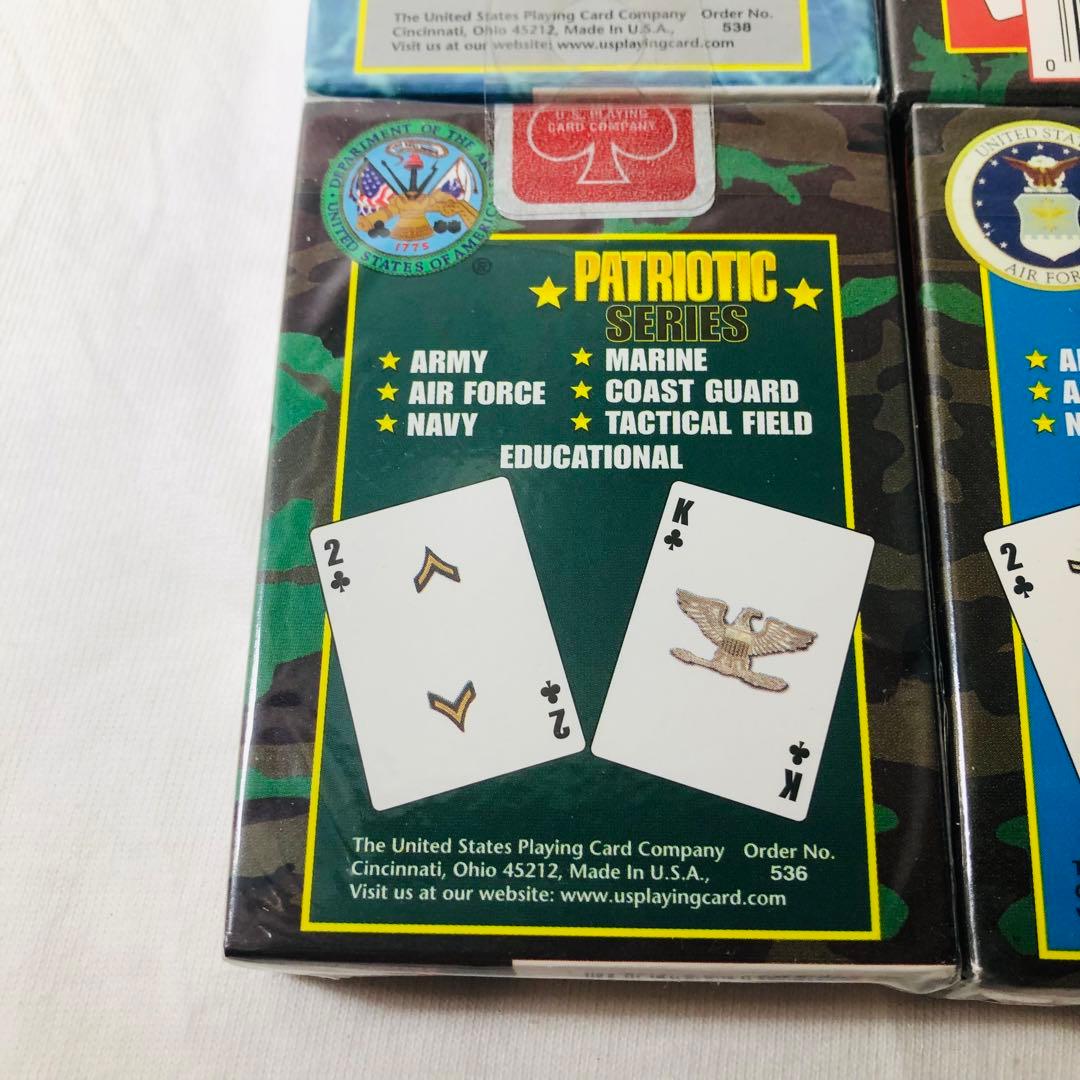 The United States Playing Card Company Order No.
Cincinnati, Ohio 45212, Made In U.S.A., 538
Visit us at our website: www.usplayingcard.com
0
U.S. PLAYING
CARD COMPANY
DEPARTMENT OF THE
UNITED STATES OF AMERICA
1775
®
PATRIOTIC
SERIES
ARMY MARINE
AIR FORCE COAST GUARD
NAVY TACTICAL FIELD
EDUCATIONAL
2
2
K
K
The United States Playing Card Company Order No.
Cincinnati, Ohio 45212, Made In U.S.A., 536
Visit us at our website: www.usplayingcard.com
UNITED STA
AIR FOR
A
A
N
2